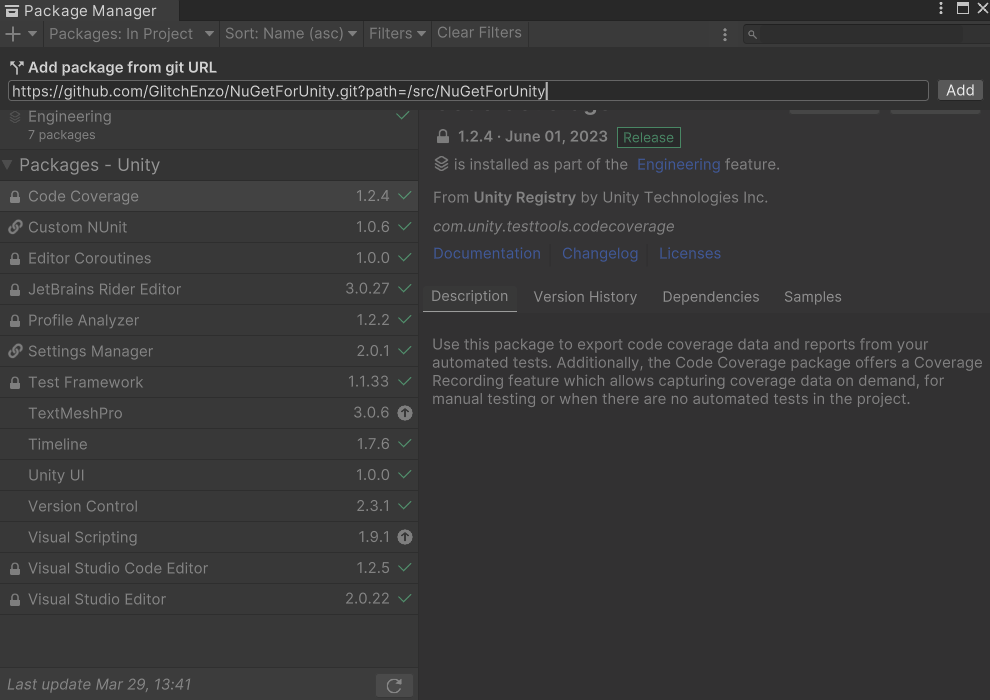 Package Manager
Packages: In Project
Sort: Name (asc)
Filters
Clear Filters
Add package from git URL
https://github.com/GlitchEnzo/NuGetForUnity.git?path=/src/NuGetForUnity
Add
Engineering
7 packages
Packages - Unity
Code Coverage 1.2.4
Custom NUnit 1.0.6
Editor Coroutines 1.0.0
JetBrains Rider Editor 3.0.27
Profile Analyzer 1.2.2
Settings Manager 2.0.1
Test Framework 1.1.33
TextMeshPro 3.0.6
Timeline 1.7.6
Unity UI 1.0.0
Version Control 2.3.1
Visual Scripting 1.9.1
Visual Studio Code Editor 1.2.5
Visual Studio Editor 2.0.22
Last update Mar 29, 13:41
1.2.4 · June 01, 2023 Release
is installed as part of the Engineering feature.
From Unity Registry by Unity Technologies Inc.
com.unity.testtools.codecoverage
Documentation Changelog Licenses
Description Version History Dependencies Samples
Use this package to export code coverage data and reports from your
automated tests. Additionally, the Code Coverage package offers a Coverage
Recording feature which allows capturing coverage data on demand, for
manual testing or when there are no automated tests in the project.